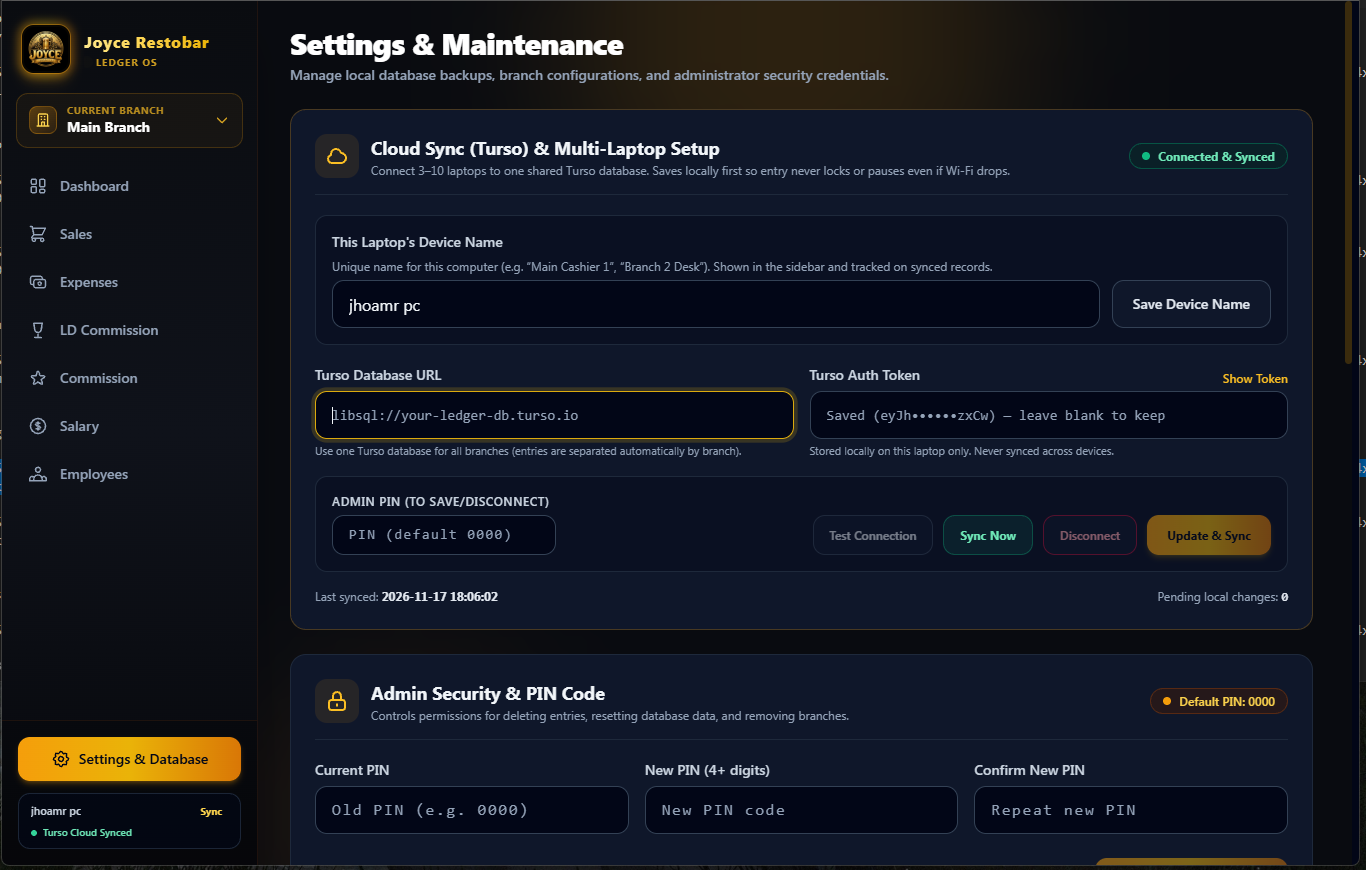 JOYCE
Joyce Restobar
LEDGER OS
CURRENT BRANCH
Main Branch
Dashboard
Sales
Expenses
LD Commission
Commission
Salary
Employees
Settings & Database
jhoamr pc
Sync
Turso Cloud Synced
Settings & Maintenance
Manage local database backups, branch configurations, and administrator security credentials.
Cloud Sync (Turso) & Multi-Laptop Setup
Connect 3–10 laptops to one shared Turso database. Saves locally first so entry never locks or pauses even if Wi-Fi drops.
Connected & Synced
This Laptop's Device Name
Unique name for this computer (e.g. "Main Cashier 1", "Branch 2 Desk"). Shown in the sidebar and tracked on synced records.
jhoamr pc
Save Device Name
Turso Database URL
libsql://your-ledger-db.turso.io
Use one Turso database for all branches (entries are separated automatically by branch).
Turso Auth Token
Show Token
Saved (eyJh••••••zxCw) — leave blank to keep
Stored locally on this laptop only. Never synced across devices.
ADMIN PIN (TO SAVE/DISCONNECT)
PIN (default 0000)
Test Connection
Sync Now
Disconnect
Update & Sync
Last synced: 2026-11-17 18:06:02
Pending local changes: 0
Admin Security & PIN Code
Controls permissions for deleting entries, resetting database data, and removing branches.
Default PIN: 0000
Current PIN
Old PIN (e.g. 0000)
New PIN (4+ digits)
New PIN code
Confirm New PIN
Repeat new PIN